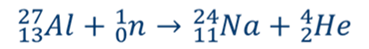 ²⁷₁₃Al + ¹₀n → ²⁴₁₁Na + ⁴₂He